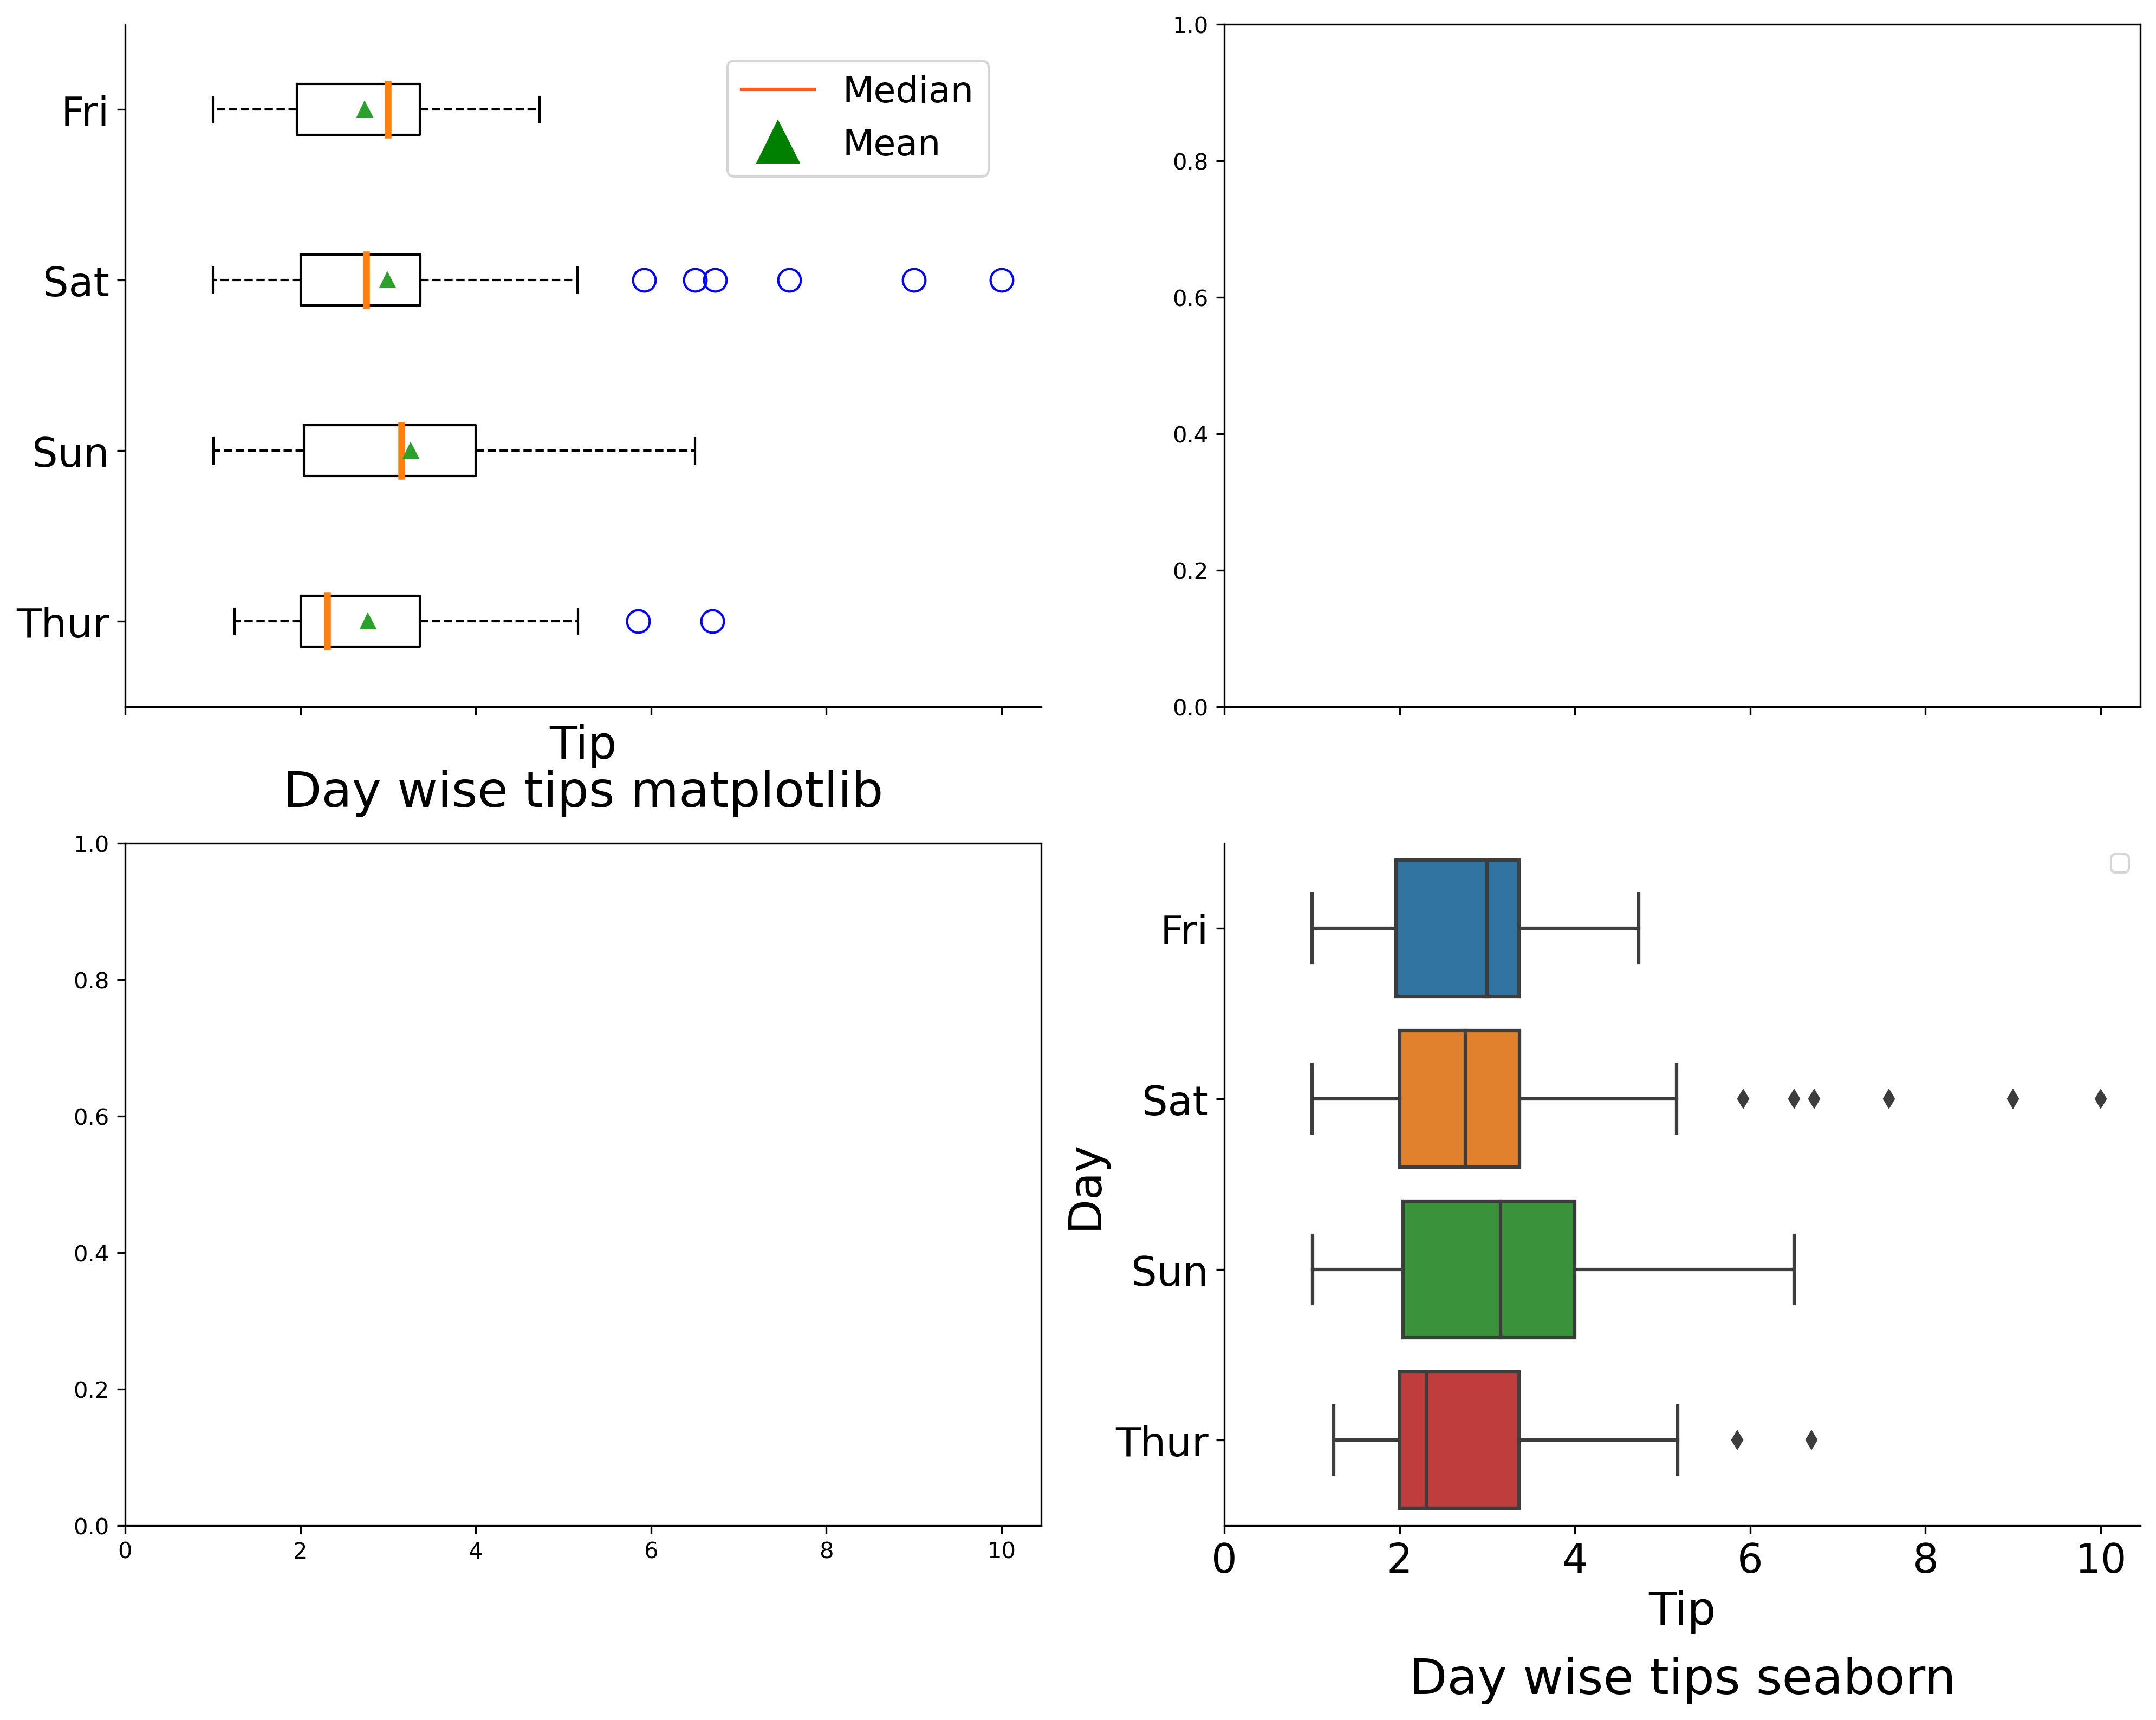 Fri
Sat
Sun
Thur
Median
Mean
Tip
Day wise tips matplotlib
1.0
0.8
0.6
0.4
0.2
0.0
1.0
0.8
0.6
0.4
0.2
0.0
0 2 4 6 8 10
Day
Fri
Sat
Sun
Thur
0 2 4 6 8 10
Tip
Day wise tips seaborn